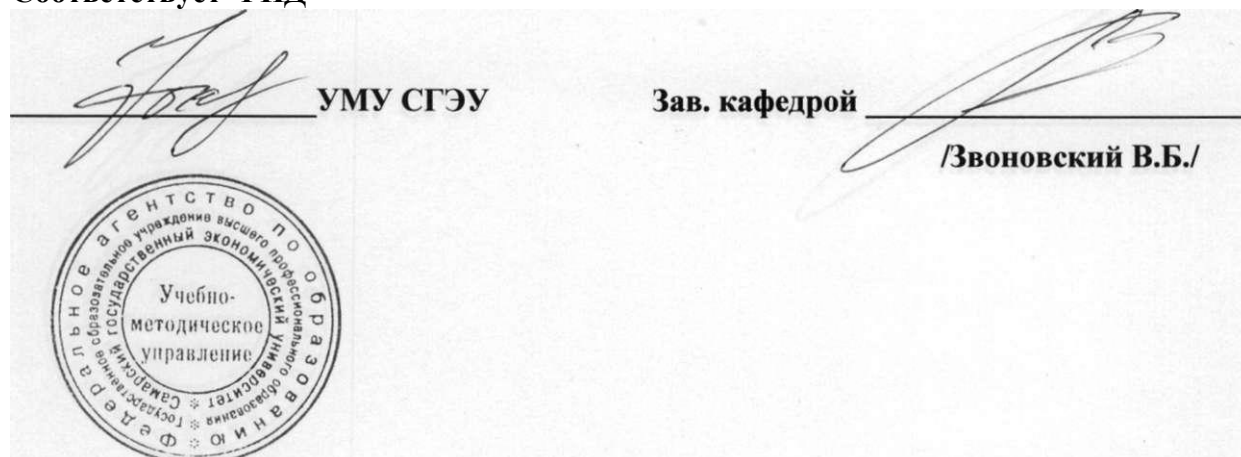 Соответствует РПД
УМУ СГЭУ
Зав. кафедрой
/Звоновский В.Б./
Федеральное агентство по образованию
Государственное образовательное учреждение высшего профессионального образования
Самарский государственный экономический университет
Учебно-
методическое
управление